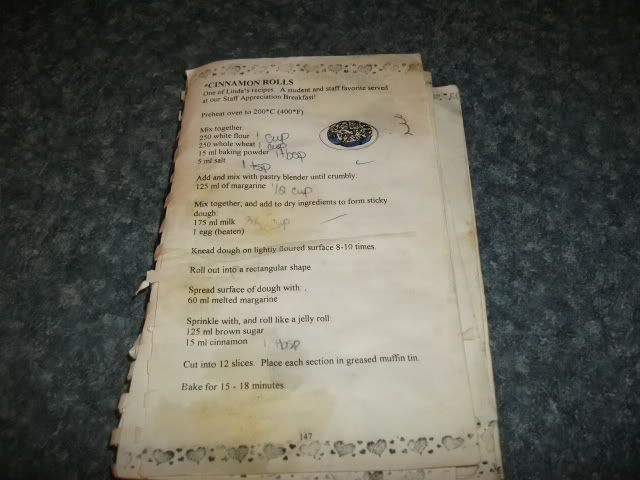 *CINNAMON ROLLS
One of Linda's recipes. A student and staff favorite served
at our Staff Appreciation Breakfast!
Preheat oven to 200*C (400*F).
Mix together
250 white flour 1 cup
250 whole wheat 1 cup
15 ml baking powder 1 tbsp
5 ml salt 1 tsp
Add and mix with pastry blender until crumbly:
125 ml of margarine 1/2 cup
Mix together, and add to dry ingredients to form sticky
dough:
175 ml milk cup
1 egg (beaten)
Knead dough on lightly floured surface 8-10 times.
Roll out into a rectangular shape
Spread surface of dough with:
60 ml melted margarine
Sprinkle with, and roll like a jelly roll:
125 ml brown sugar
15 ml cinnamon 1 tbsp
Cut into 12 slices. Place each section in greased muffin tin.
Bake for 15 - 18 minutes.
147